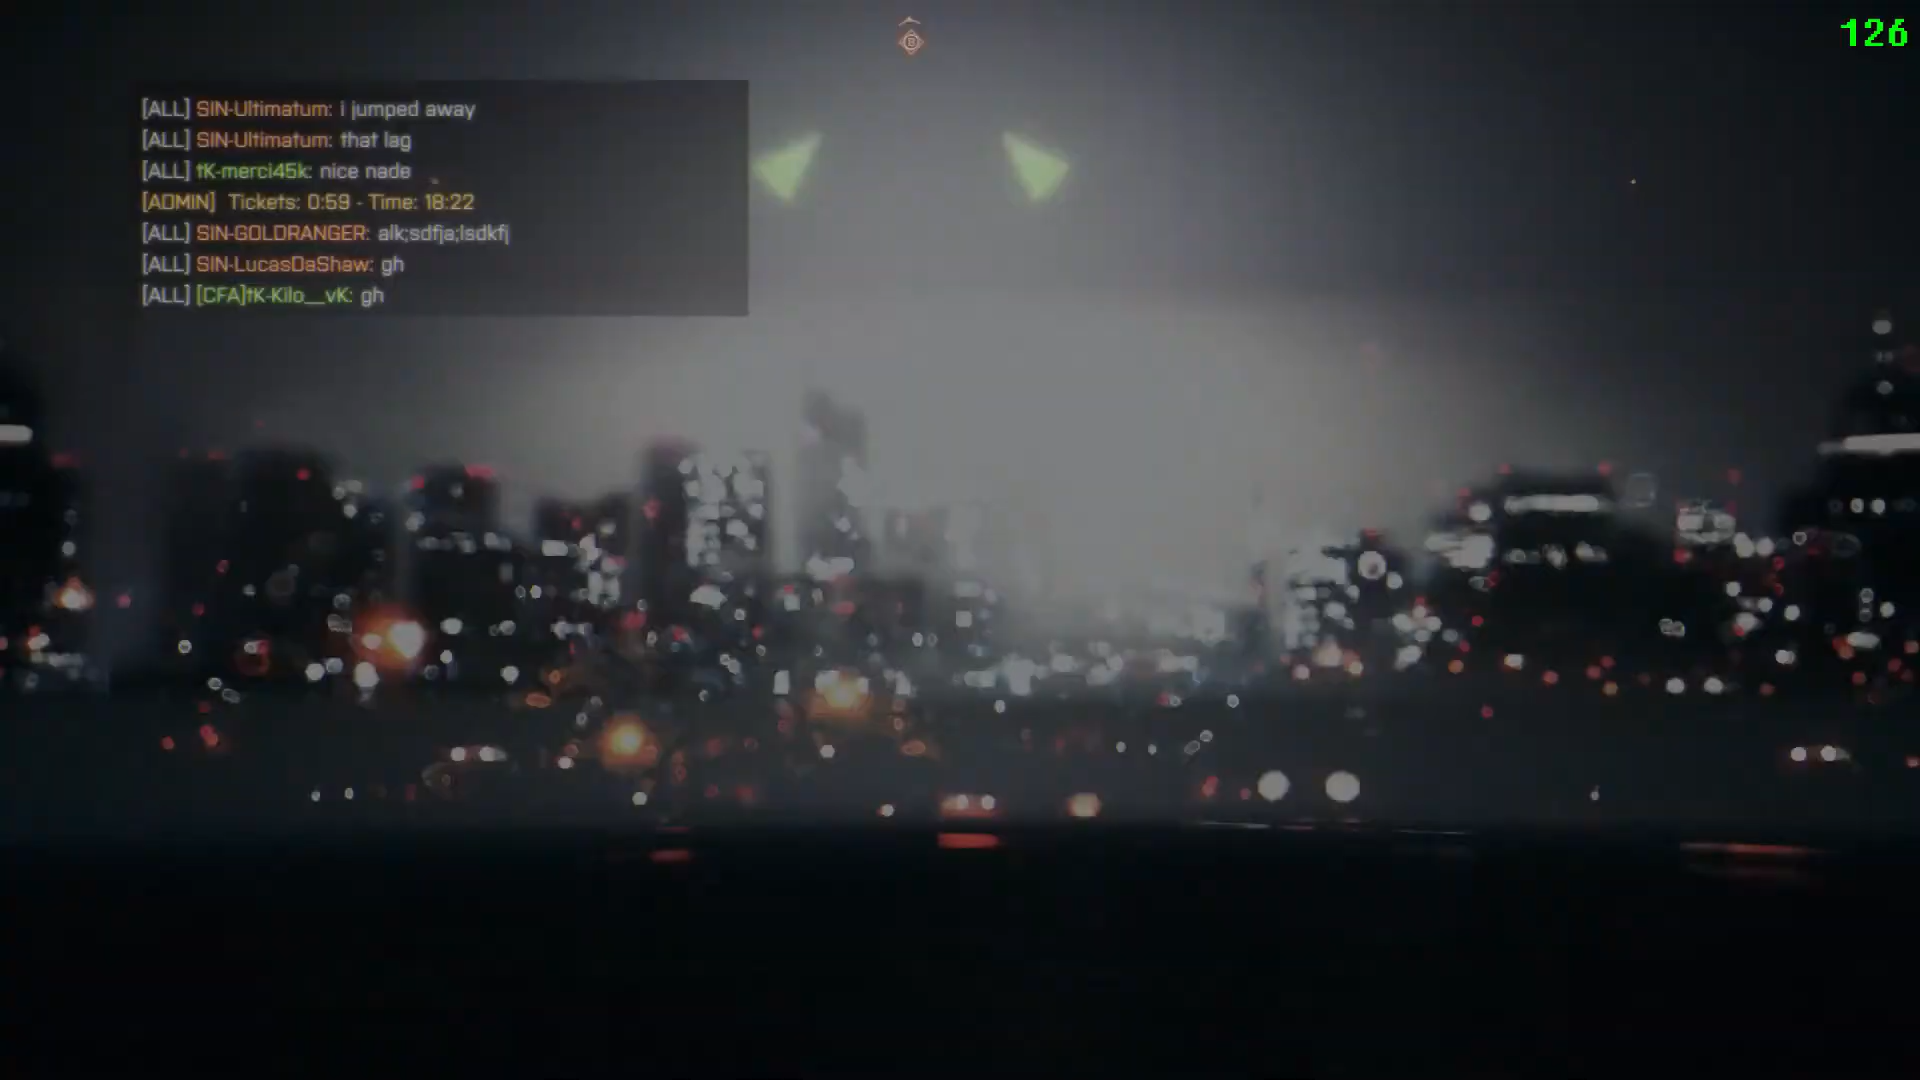 126
[ALL] SIN-Ultimatum: i jumped away
[ALL] SIN-Ultimatum: that lag
[ALL] tK-merci45k: nice nade
[ADMIN] Tickets: 0:59 - Time: 18:22
[ALL] SIN-GOLDRANGER: alk;sdfja;lsdkfj
[ALL] SIN-LucasDaShaw: gh
[ALL] [CFA]tK-Kilo__vK: gh